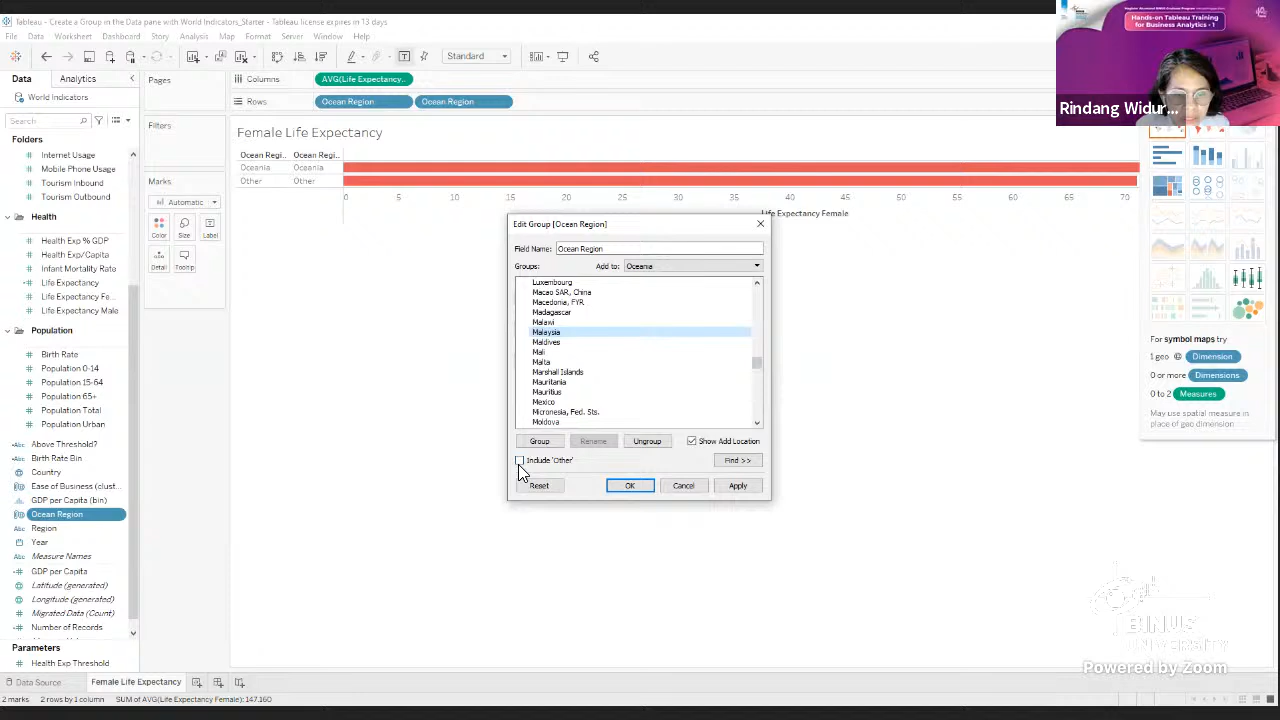 Tableau - Create a Group in the Data pane with World Indicators_Starter - Tableau license expires in 13 days
File Data Worksheet Dashboard Story Analysis Map Format Server Window Help
Standard
Data Analytics
World Indicators
Search
Folders
Internet Usage
Mobile Phone Usage
Tourism Inbound
Tourism Outbound
Health
Health Exp % GDP
Health Exp/Capita
Infant Mortality Rate
Life Expectancy
Life Expectancy Fe...
Life Expectancy Male
Population
Birth Rate
Population 0-14
Population 15-64
Population 65+
Population Total
Population Urban
Above Threshold?
Birth Rate Bin
Country
Ease of Business (clust...
GDP per Capita (bin)
Ocean Region
Region
Year
Measure Names
GDP per Capita
Latitude (generated)
Longitude (generated)
Migrated Data (Count)
Number of Records
Parameters
Health Exp Threshold
Pages
Filters
Marks
Automatic
Color Size Label
Detail Tooltip
Columns AVG(Life Expectancy..
Rows Ocean Region Ocean Region
Female Life Expectancy
Ocean Regi.. Ocean Regi..
Oceania Oceania
Other Other
0 5 10 15 20 25 30 35 40 45 50 55 60 65 70
Life Expectancy Female
Edit Group [Ocean Region]
Field Name: Ocean Region
Groups: Add to: Oceania
Luxembourg
Macao SAR, China
Macedonia, FYR
Madagascar
Malawi
Malaysia
Maldives
Mali
Malta
Marshall Islands
Mauritania
Mauritius
Mexico
Micronesia, Fed. Sts.
Moldova
Group Rename Ungroup Show Add Location
Include 'Other' Find >>
Reset OK Cancel Apply
Hands-on Tableau Training
for Business Analytics - 1
Rindang Widur...
For symbol maps try
1 geo Dimension
0 or more Dimensions
0 to 2 Measures
May use spatial measure in
place of geo dimension
BINUS
UNIVERSITY
Powered by Zoom
Data Source Female Life Expectancy
2 marks 2 rows by 1 column SUM of AVG(Life Expectancy Female): 147.160